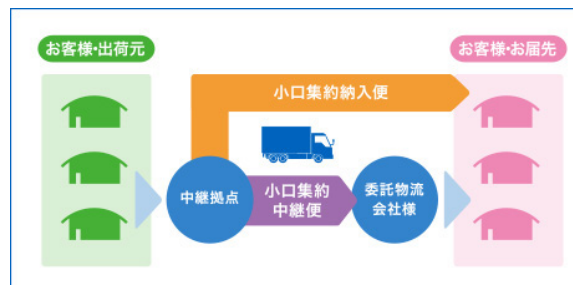 お客様・出荷元
お客様・お届先
小口集約納入便
中継拠点
小口集約
中継便
委託物流
会社様